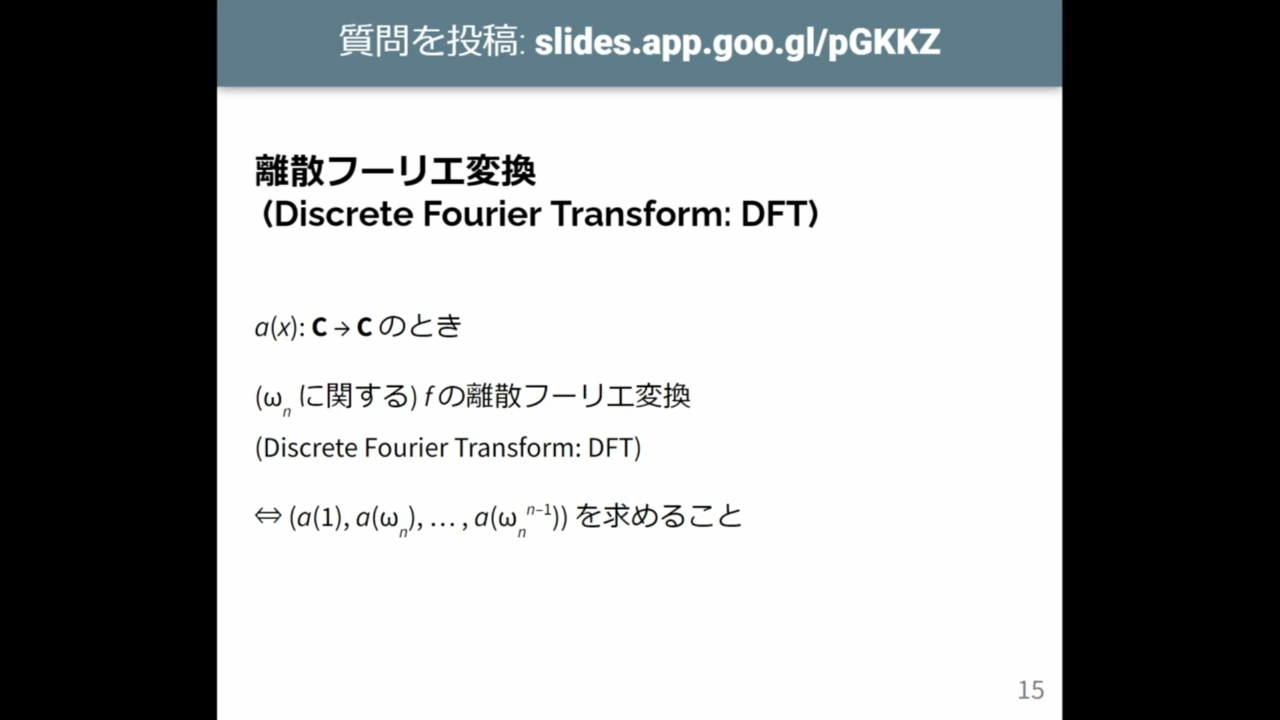 質問を投稿: slides.app.goo.gl/pGKKZ
離散フーリエ変換
(Discrete Fourier Transform: DFT)
a(x): C → C のとき
(ωₙ に関する) f の離散フーリエ変換
(Discrete Fourier Transform: DFT)
⇔ (a(1), a(ωₙ), … , a(ωₙⁿ⁻¹)) を求めること
15